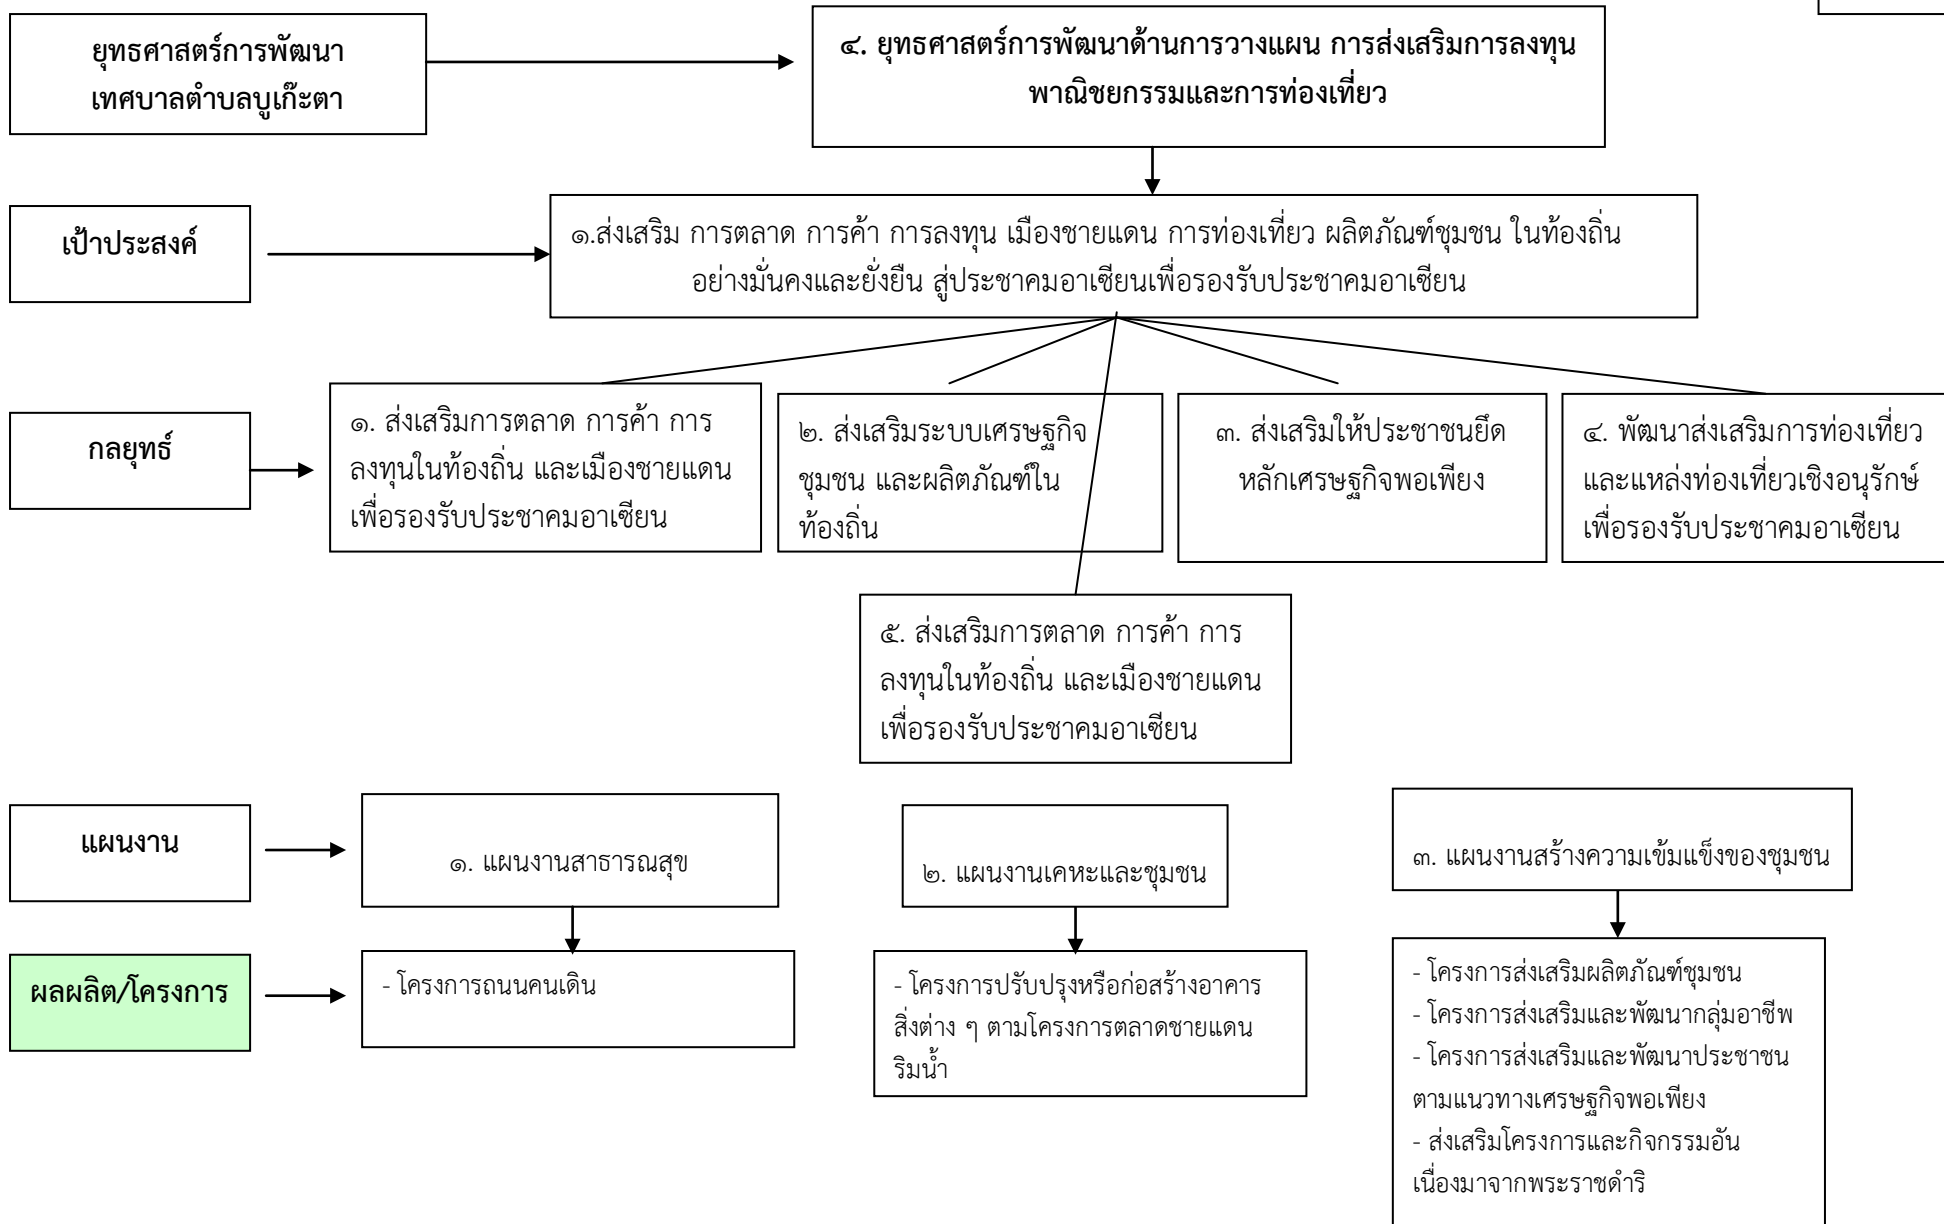 ยุทธศาสตร์การพัฒนา
เทศบาลตำบลบูเก๊ะตา
๔. ยุทธศาสตร์การพัฒนาด้านการวางแผน การส่งเสริมการลงทุน
พาณิชยกรรมและการท่องเที่ยว
เป้าประสงค์
๑.ส่งเสริม การตลาด การค้า การลงทุน เมืองชายแดน การท่องเที่ยว ผลิตภัณฑ์ชุมชน ในท้องถิ่น
อย่างมั่นคงและยั่งยืน สู่ประชาคมอาเซียนเพื่อรองรับประชาคมอาเซียน
กลยุทธ์
๑. ส่งเสริมการตลาด การค้า การ
ลงทุนในท้องถิ่น และเมืองชายแดน
เพื่อรองรับประชาคมอาเซียน
๒. ส่งเสริมระบบเศรษฐกิจ
ชุมชน และผลิตภัณฑ์ใน
ท้องถิ่น
๓. ส่งเสริมให้ประชาชนยึด
หลักเศรษฐกิจพอเพียง
๔. พัฒนาส่งเสริมการท่องเที่ยว
และแหล่งท่องเที่ยวเชิงอนุรักษ์
เพื่อรองรับประชาคมอาเซียน
๕. ส่งเสริมการตลาด การค้า การ
ลงทุนในท้องถิ่น และเมืองชายแดน
เพื่อรองรับประชาคมอาเซียน
แผนงาน
๑. แผนงานสาธารณสุข
๒. แผนงานเคหะและชุมชน
๓. แผนงานสร้างความเข้มแข็งของชุมชน
ผลผลิต/โครงการ
- โครงการถนนคนเดิน
- โครงการปรับปรุงหรือก่อสร้างอาคาร
สิ่งต่าง ๆ ตามโครงการตลาดชายแดน
ริมน้ำ
- โครงการส่งเสริมผลิตภัณฑ์ชุมชน
- โครงการส่งเสริมและพัฒนากลุ่มอาชีพ
- โครงการส่งเสริมและพัฒนาประชาชน
ตามแนวทางเศรษฐกิจพอเพียง
- ส่งเสริมโครงการและกิจกรรมอัน
เนื่องมาจากพระราชดำริ